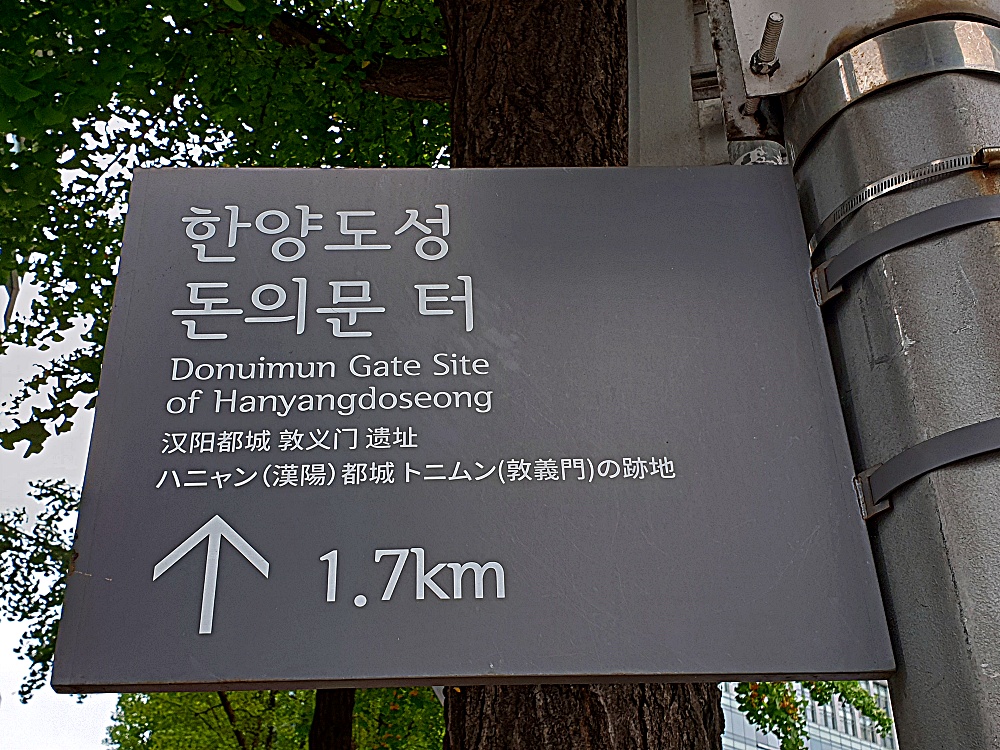 한양도성
돈의문 터
Donuimun Gate Site
of Hanyangdoseong
汉阳都城 敦义门 遗址
ハニャン(漢陽)都城 トニムン(敦義門)の跡地
↑ 1.7km